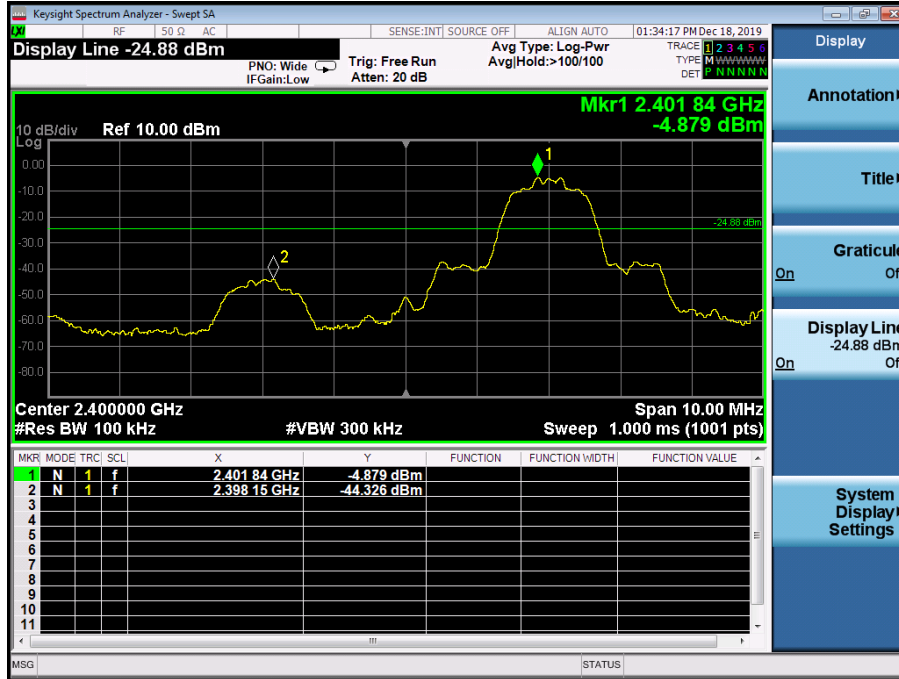 Keysight Spectrum Analyzer - Swept SA
LXI RF 50 Ω AC SENSE:INT SOURCE OFF ALIGN AUTO 01:34:17 PM Dec 18, 2019
Display Line -24.88 dBm
PNO: Wide
IFGain:Low
Trig: Free Run
Atten: 20 dB
Avg Type: Log-Pwr
Avg|Hold:>100/100
TRACE 1 2 3 4 5 6
TYPE M WWWWW
DET P N N N N N
Mkr1 2.401 84 GHz
-4.879 dBm
10 dB/div Ref 10.00 dBm
Log
1
0.00
-10.0
-20.0
-24.88 dBm
-30.0
2
-40.0
-50.0
-60.0
-70.0
-80.0
Center 2.400000 GHz Span 10.00 MHz
#Res BW 100 kHz #VBW 300 kHz Sweep 1.000 ms (1001 pts)
MKR MODE TRC SCL X Y FUNCTION FUNCTION WIDTH FUNCTION VALUE
1 N 1 f 2.401 84 GHz -4.879 dBm
2 N 1 f 2.398 15 GHz -44.326 dBm
3
4
5
6
7
8
9
10
11
MSG STATUS
Display
Annotation
Title
Graticule
On Off
Display Line
-24.88 dBm
On Off
System
Display
Settings